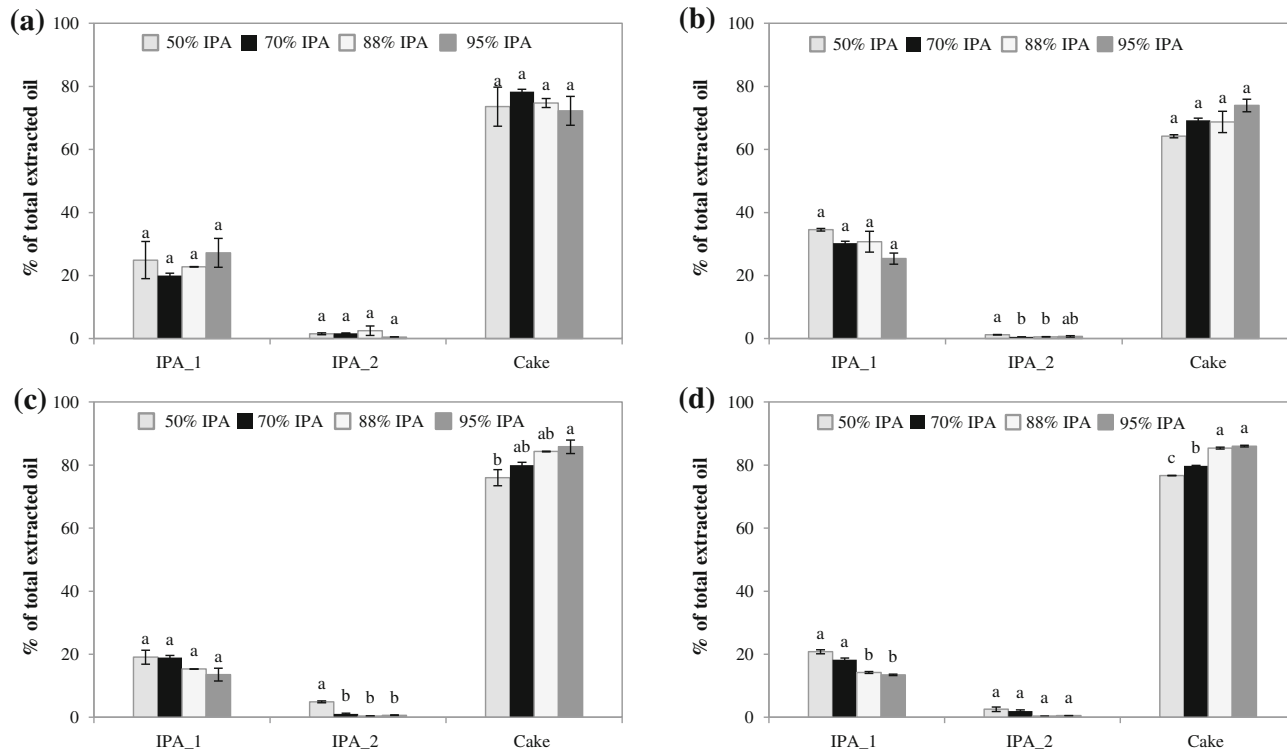 (a)
% of total extracted oil
100
80
60
40
20
0
50% IPA 70% IPA 88% IPA 95% IPA
a a a a
a a a a
a a a a
IPA_1 IPA_2 Cake
(b)
% of total extracted oil
100
80
60
40
20
0
50% IPA 70% IPA 88% IPA 95% IPA
a a a a
a b b ab
a a a a
IPA_1 IPA_2 Cake
(c)
% of total extracted oil
100
80
60
40
20
0
50% IPA 70% IPA 88% IPA 95% IPA
a a a a
a b b b
b ab ab a
IPA_1 IPA_2 Cake
(d)
% of total extracted oil
100
80
60
40
20
0
50% IPA 70% IPA 88% IPA 95% IPA
a a b b
a a a a
c b a a
IPA_1 IPA_2 Cake